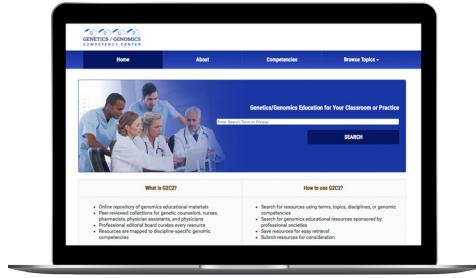 GENETICS / GENOMICS
COMPETENCY CENTER
Home About Competencies Browse Topics
Genetics/Genomics Education for Your Classroom or Practice
Enter Search Term or Phrase
SEARCH
What is G2C2?
Online repository of genomics educational materials
Peer-reviewed collections for genetic counselors, nurses,
pharmacists, physician assistants, and physicians
Professional editorial board curates every resource
Resources are mapped to discipline-specific genomic
competencies
How to use G2C2?
Search for resources using terms, topics, disciplines, or genomic
competencies
Search for genomics educational resources sponsored by
professional societies
Save resources for easy retrieval
Submit resources for consideration